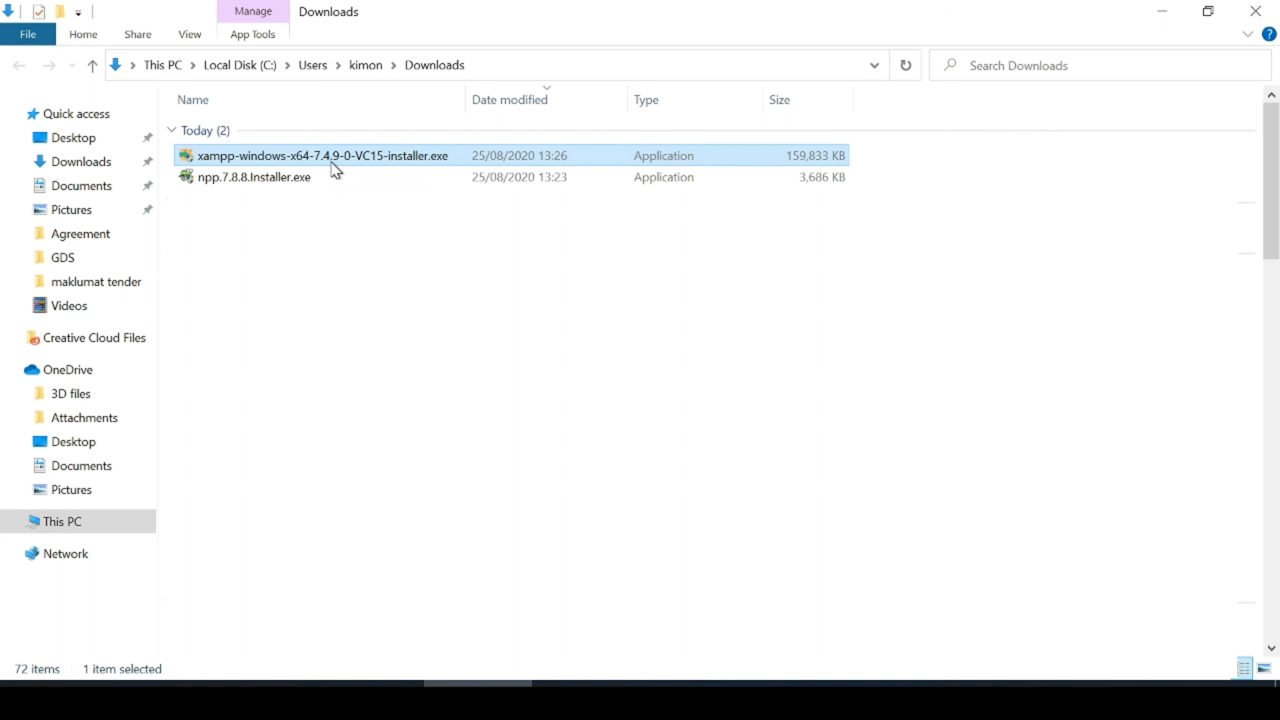 Manage Downloads
File Home Share View App Tools
This PC Local Disk (C:) Users kimon Downloads Search Downloads
Name Date modified Type Size
Today (2)
xampp-windows-x64-7.4.9-0-VC15-installer.exe 25/08/2020 13:26 Application 159,833 KB
npp.7.8.8.Installer.exe 25/08/2020 13:23 Application 3,686 KB
Quick access
Desktop
Downloads
Documents
Pictures
Agreement
GDS
maklumat tender
Videos
Creative Cloud Files
OneDrive
3D files
Attachments
Desktop
Documents
Pictures
This PC
Network
72 items 1 item selected